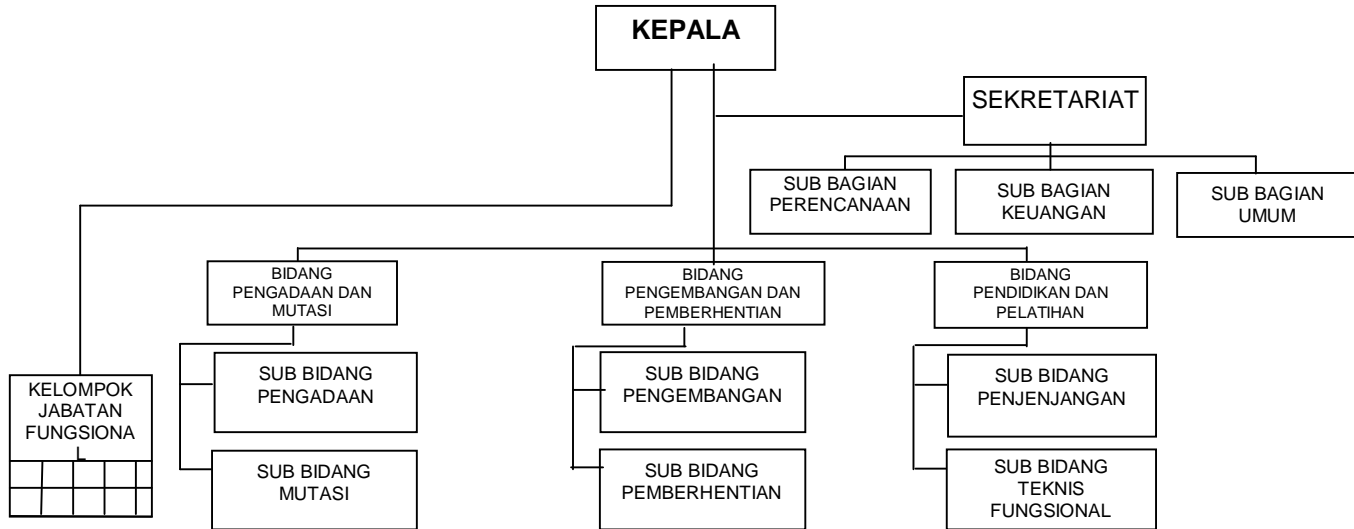 KEPALA
SEKRETARIAT
SUB BAGIAN
PERENCANAAN
SUB BAGIAN
KEUANGAN
SUB BAGIAN
UMUM
BIDANG
PENGADAAN DAN
MUTASI
BIDANG
PENGEMBANGAN DAN
PEMBERHENTIAN
BIDANG
PENDIDIKAN DAN
PELATIHAN
KELOMPOK
JABATAN
FUNGSIONA
L
SUB BIDANG
PENGADAAN
SUB BIDANG
PENGEMBANGAN
SUB BIDANG
PENJENJANGAN
SUB BIDANG
MUTASI
SUB BIDANG
PEMBERHENTIAN
SUB BIDANG
TEKNIS
FUNGSIONAL